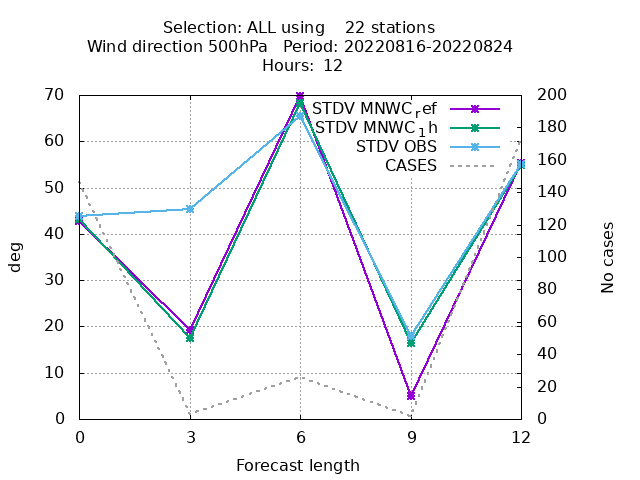 Selection: ALL using    22 stations
Wind direction 500hPa   Period: 20220816-20220824
Hours: 12
70
60
50
40
30
20
10
0
deg
200
180
160
140
120
100
80
60
40
20
0
No cases
STDV MNWC_ref
STDV MNWC_1h
STDV OBS
CASES
0 3 6 9 12
Forecast length